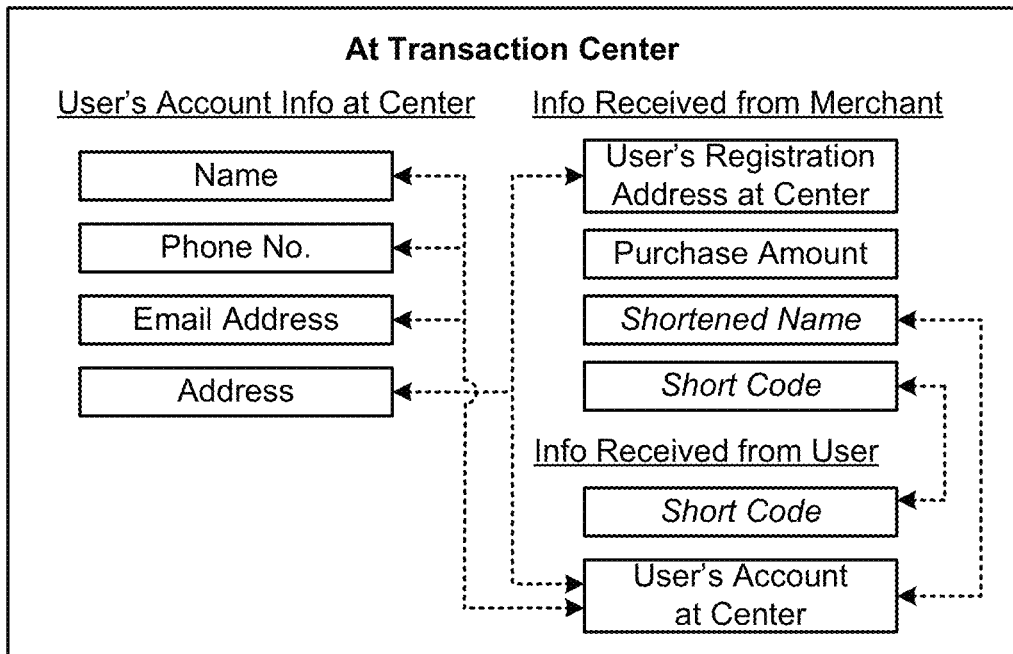 At Transaction Center
User's Account Info at Center
Name
Phone No.
Email Address
Address
Info Received from Merchant
User's Registration
Address at Center
Purchase Amount
Shortened Name
Short Code
Info Received from User
Short Code
User's Account
at Center